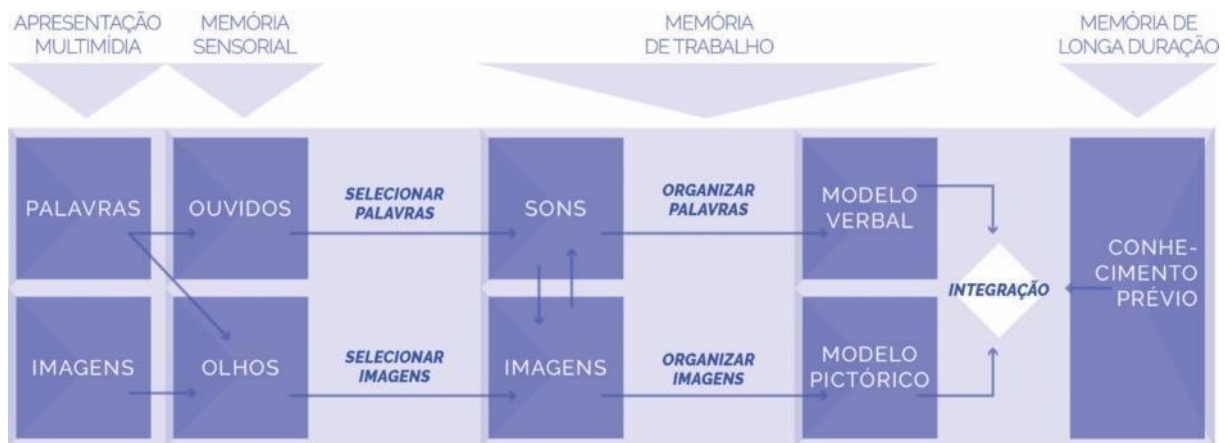 APRESENTAÇÃO
MULTIMÍDIA
MEMÓRIA
SENSORIAL
MEMÓRIA
DE TRABALHO
MEMÓRIA DE
LONGA DURAÇÃO
PALAVRAS
OUVIDOS
SELECIONAR
PALAVRAS
SONS
ORGANIZAR
PALAVRAS
MODELO
VERBAL
IMAGENS
OLHOS
SELECIONAR
IMAGENS
IMAGENS
ORGANIZAR
IMAGENS
MODELO
PICTÓRICO
INTEGRAÇÃO
CONHE-
CIMENTO
PRÉVIO